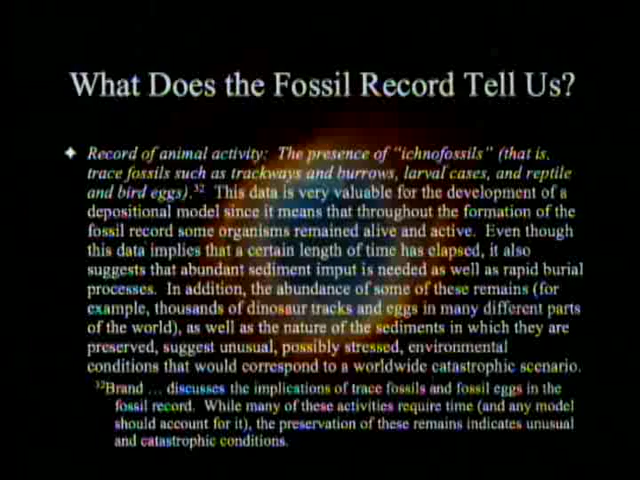 What Does the Fossil Record Tell Us?
Record of animal activity: The presence of “ichnofossils” (that is,
trace fossils such as trackways and burrows, larval cases, and reptile
and bird eggs).32 This data is very valuable for the development of a
depositional model since it means that throughout the formation of the
fossil record some organisms remained alive and active. Even though
this data implies that a certain length of time has elapsed, it also
suggests that abundant sediment imput is needed as well as rapid burial
processes. In addition, the abundance of some of these remains (for
example, thousands of dinosaur tracks and eggs in many different parts
of the world), as well as the nature of the sediments in which they are
preserved, suggest unusual, possibly stressed, environmental
conditions that would correspond to a worldwide catastrophic scenario.
32Brand ... discusses the implications of trace fossils and fossil eggs in the
fossil record. While many of these activities require time (and any model
should account for it), the preservation of these remains indicates unusual
and catastrophic conditions.